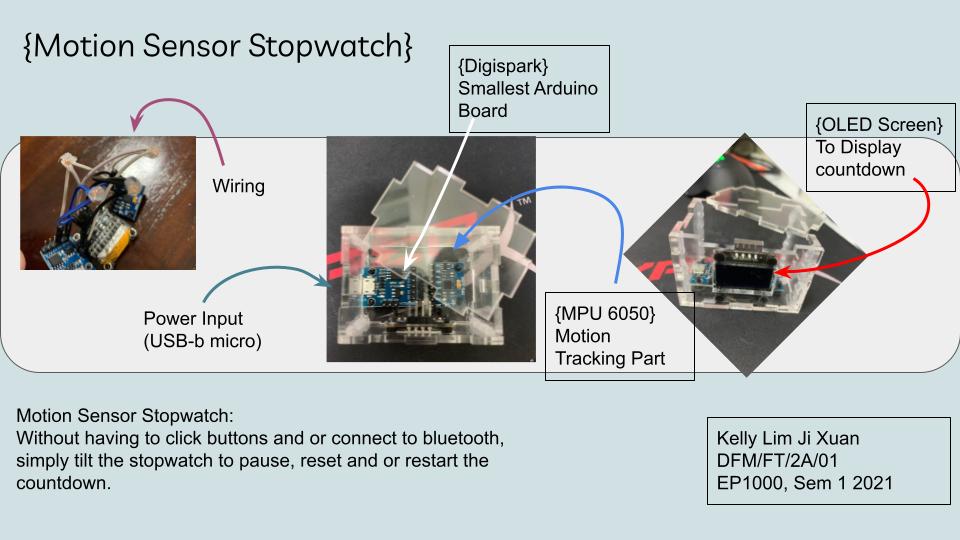 {Motion Sensor Stopwatch}
{Digispark}
Smallest Arduino
Board
{OLED Screen}
To Display
countdown
Wiring
TM
Power Input
(USB-b micro)
{MPU 6050}
Motion
Tracking Part
Motion Sensor Stopwatch:
Without having to click buttons and or connect to bluetooth,
simply tilt the stopwatch to pause, reset and or restart the
countdown.
Kelly Lim Ji Xuan
DFM/FT/2A/01
EP1000, Sem 1 2021